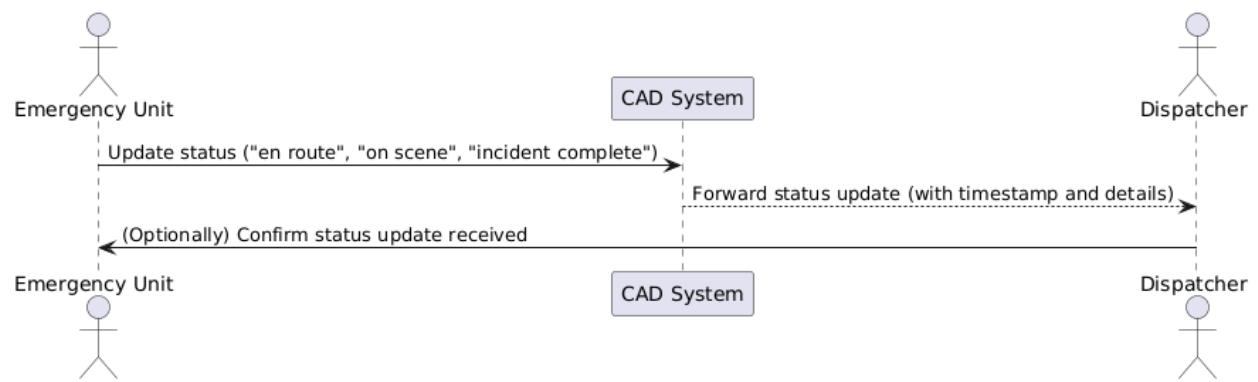 Emergency Unit
CAD System
Dispatcher
Update status ("en route", "on scene", "incident complete")
Forward status update (with timestamp and details)
(Optionally) Confirm status update received
Emergency Unit
CAD System
Dispatcher